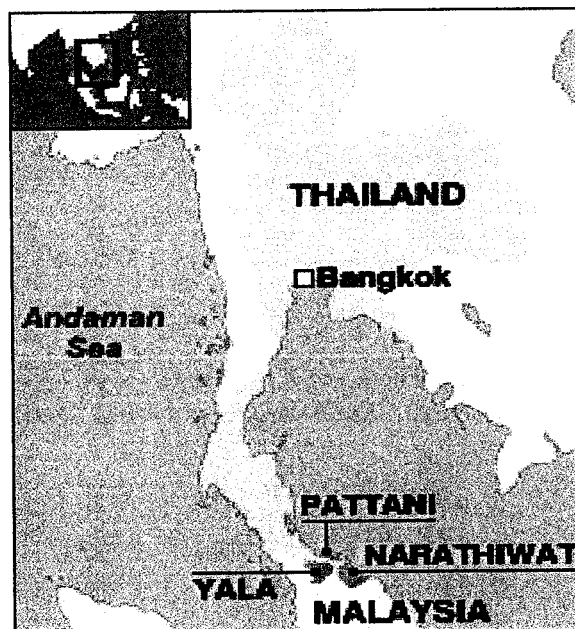 THAILAND
Bangkok
Andaman
Sea
PATTANI
NARATHIWAT
YALA
MALAYSIA